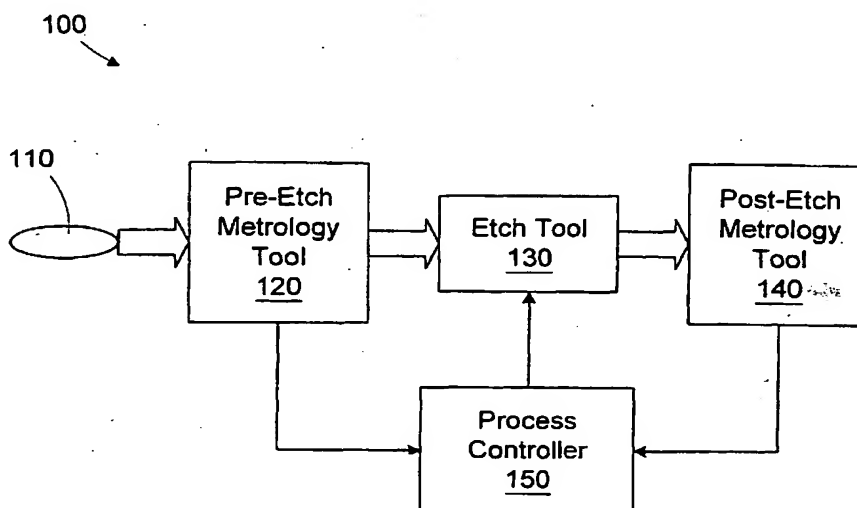 100
110
Pre-Etch
Metrology
Tool
120
Etch Tool
130
Post-Etch
Metrology
Tool
140
Process
Controller
150